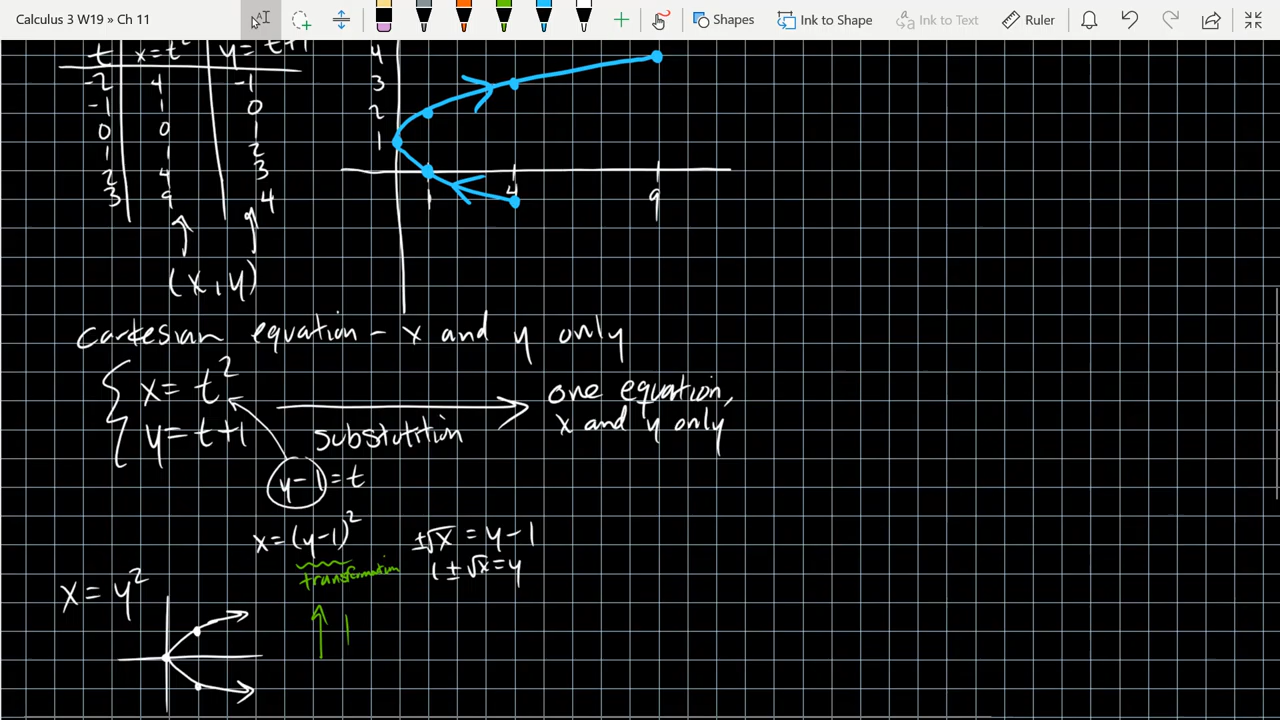 Calculus 3 W19 » Ch 11
Shapes
Ink to Shape
Ink to Text
Ruler
t x=t² y=t+1
-2 4 -1
-1 1 0
0 0 1
1 1 2
2 4 3
3 9 4
(x,y)
4
3
2
1
1 4 9
Cartesian equation - x and y only
x=t²
y=t+1
substitution
one equation,
x and y only
y-1=t
x=(y-1)²
±√x=y-1
1±√x=y
transformation
1
x=y²